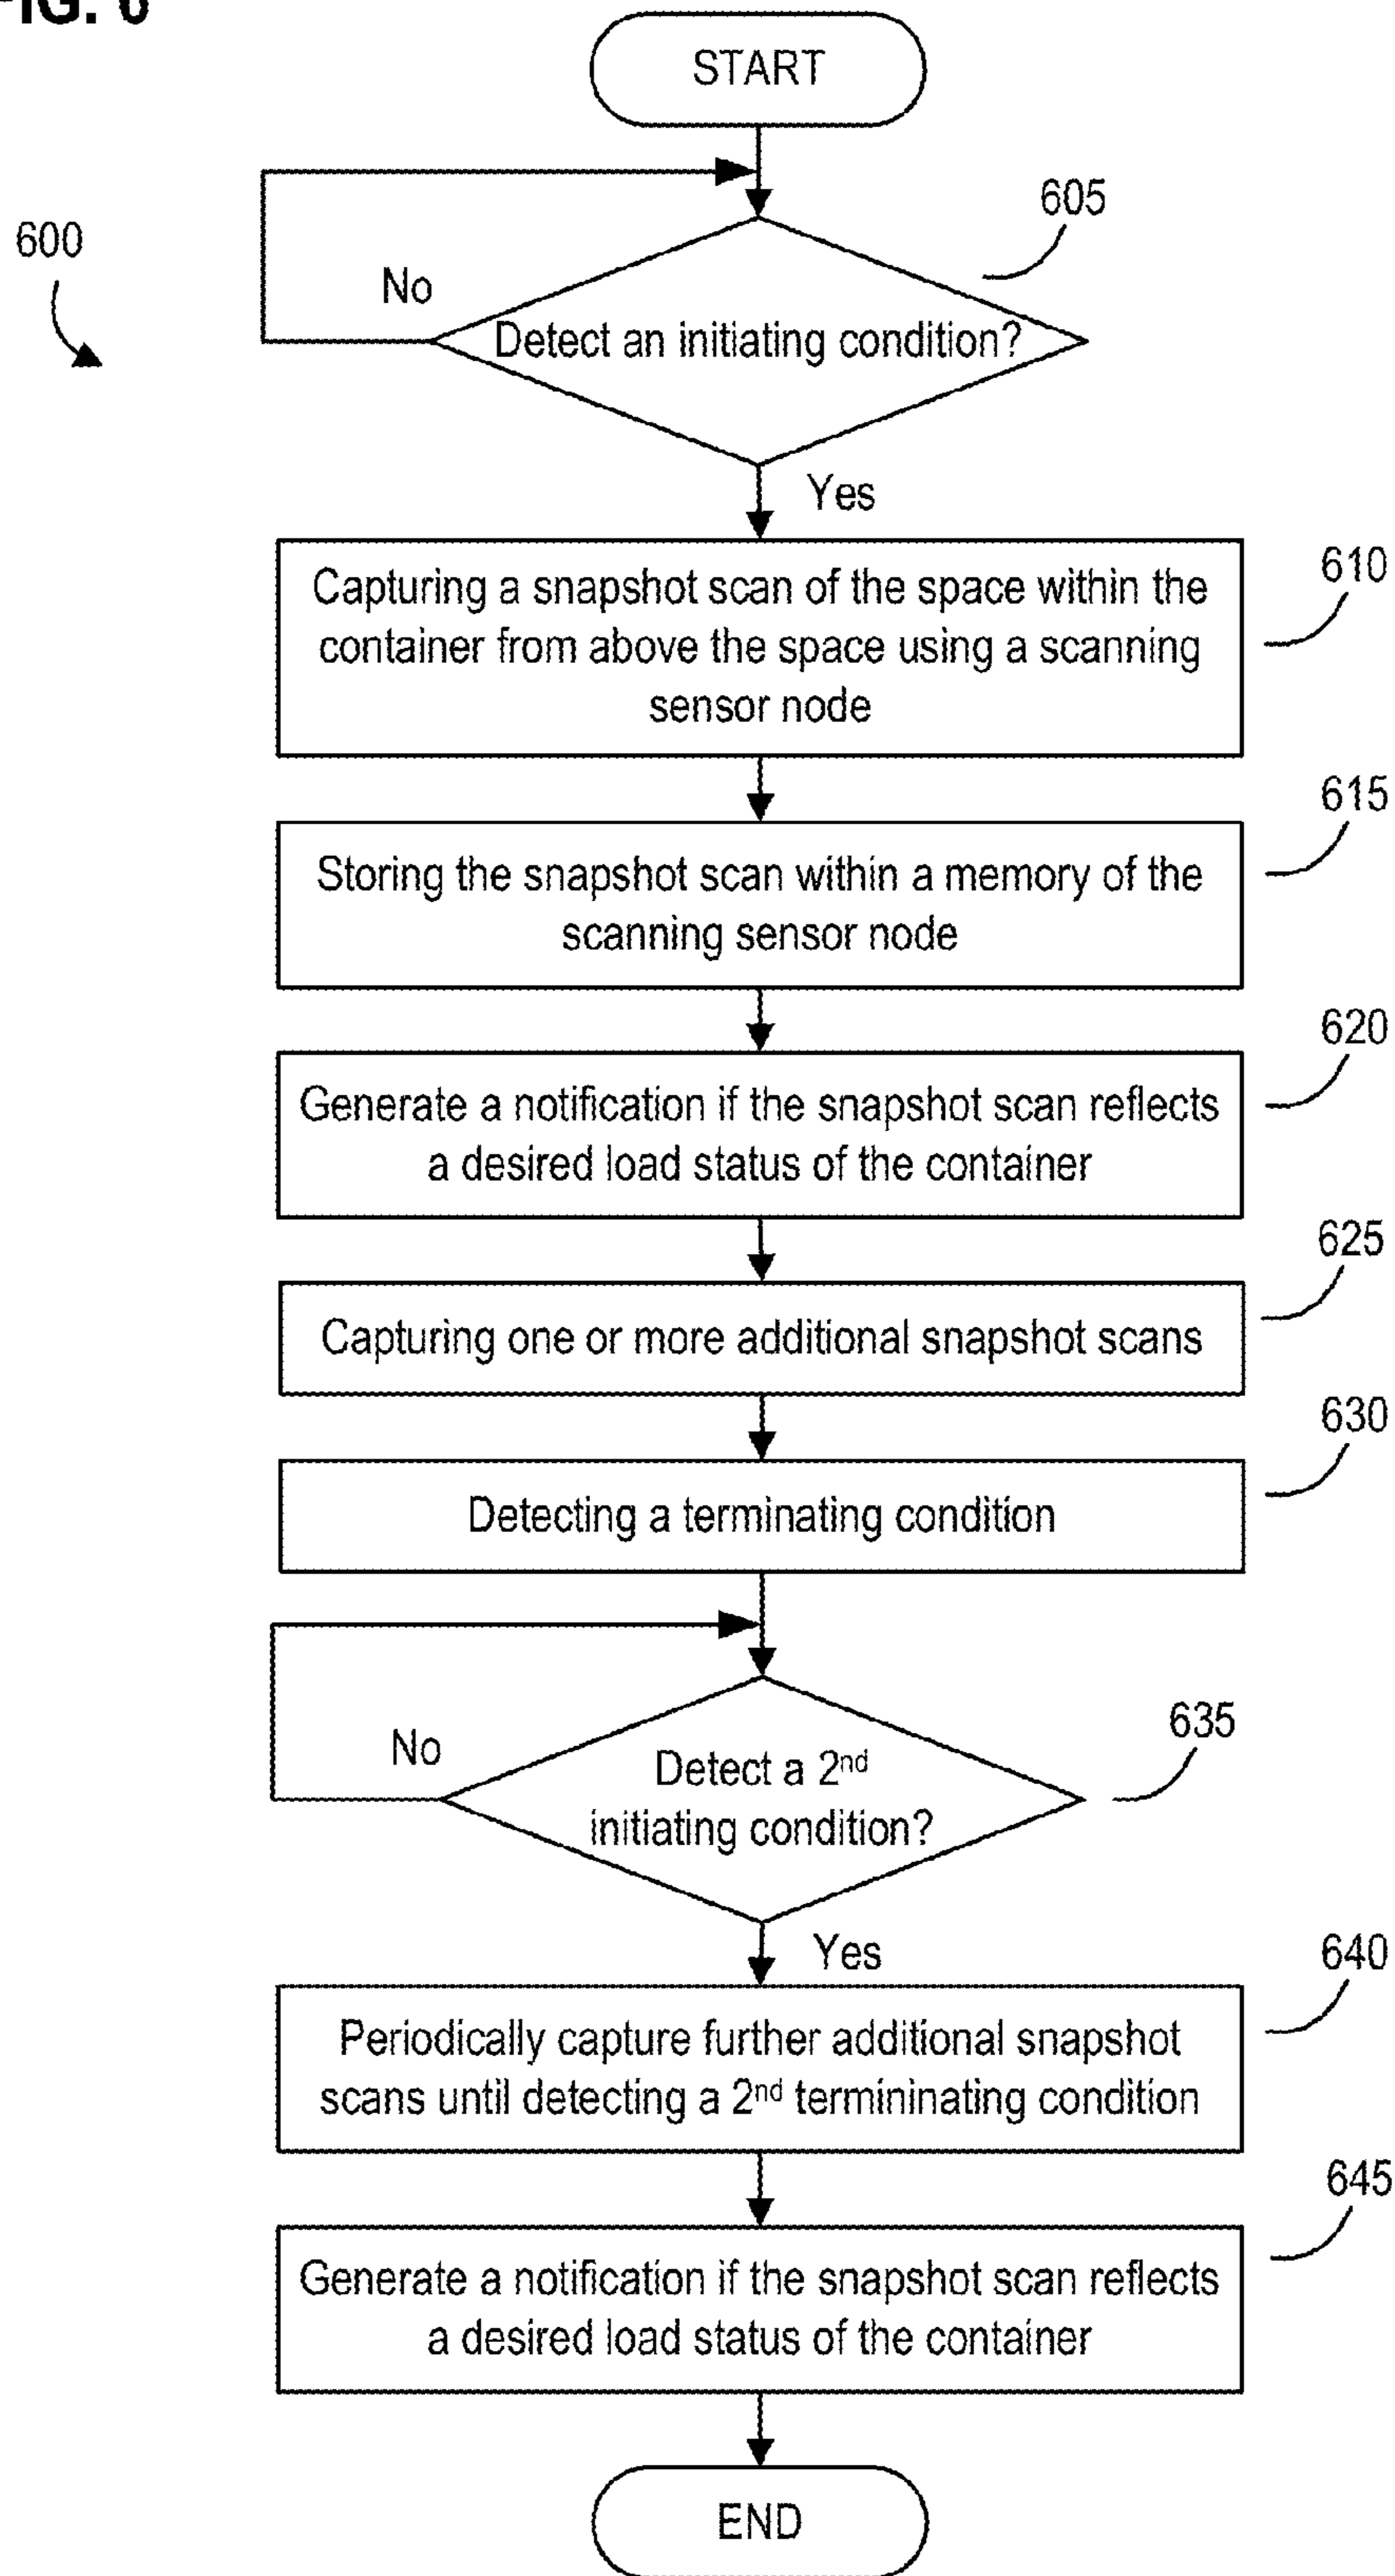 FIG. 6
START
600
605
No
Detect an initiating condition?
Yes
610
Capturing a snapshot scan of the space within the
container from above the space using a scanning
sensor node
615
Storing the snapshot scan within a memory of the
scanning sensor node
620
Generate a notification if the snapshot scan reflects
a desired load status of the container
625
Capturing one or more additional snapshot scans
630
Detecting a terminating condition
635
No
Detect a 2nd
initiating condition?
Yes
640
Periodically capture further additional snapshot
scans until detecting a 2nd termininating condition
645
Generate a notification if the snapshot scan reflects
a desired load status of the container
END